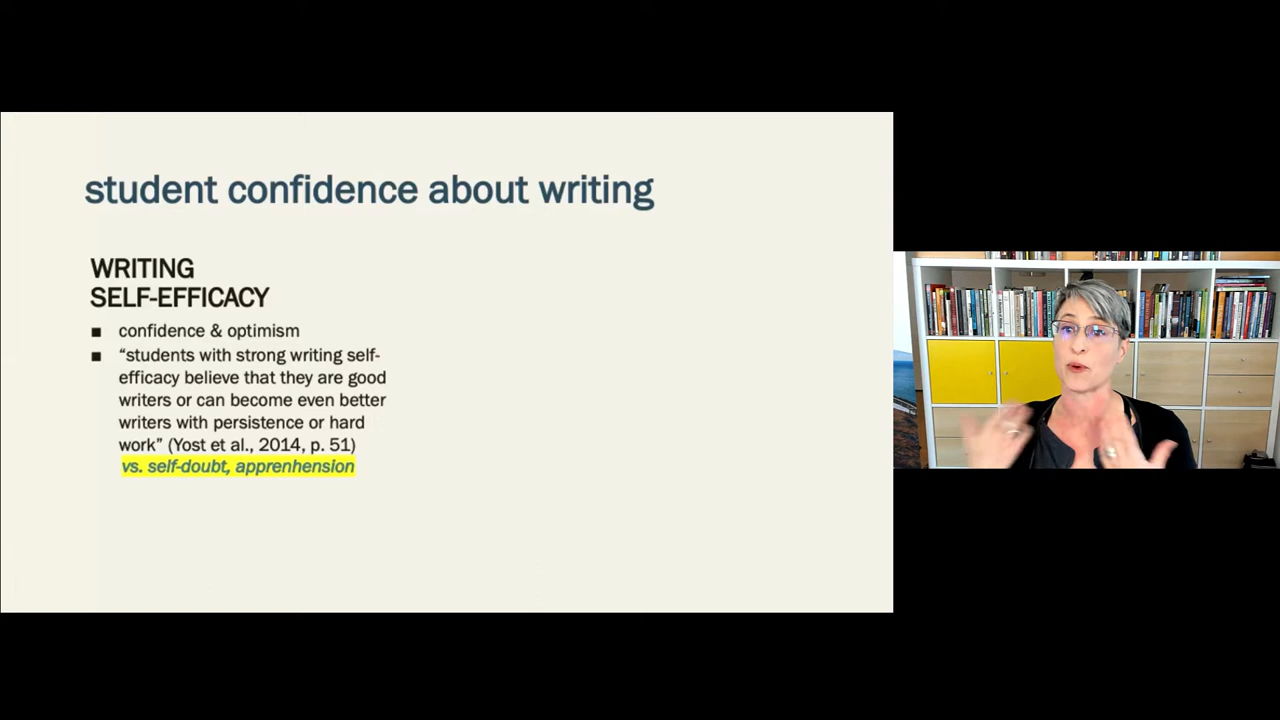 student confidence about writing
WRITING
SELF-EFFICACY
■ confidence & optimism
■ “students with strong writing self-
efficacy believe that they are good
writers or can become even better
writers with persistence or hard
work” (Yost et al., 2014, p. 51)
vs. self-doubt, apprenhension